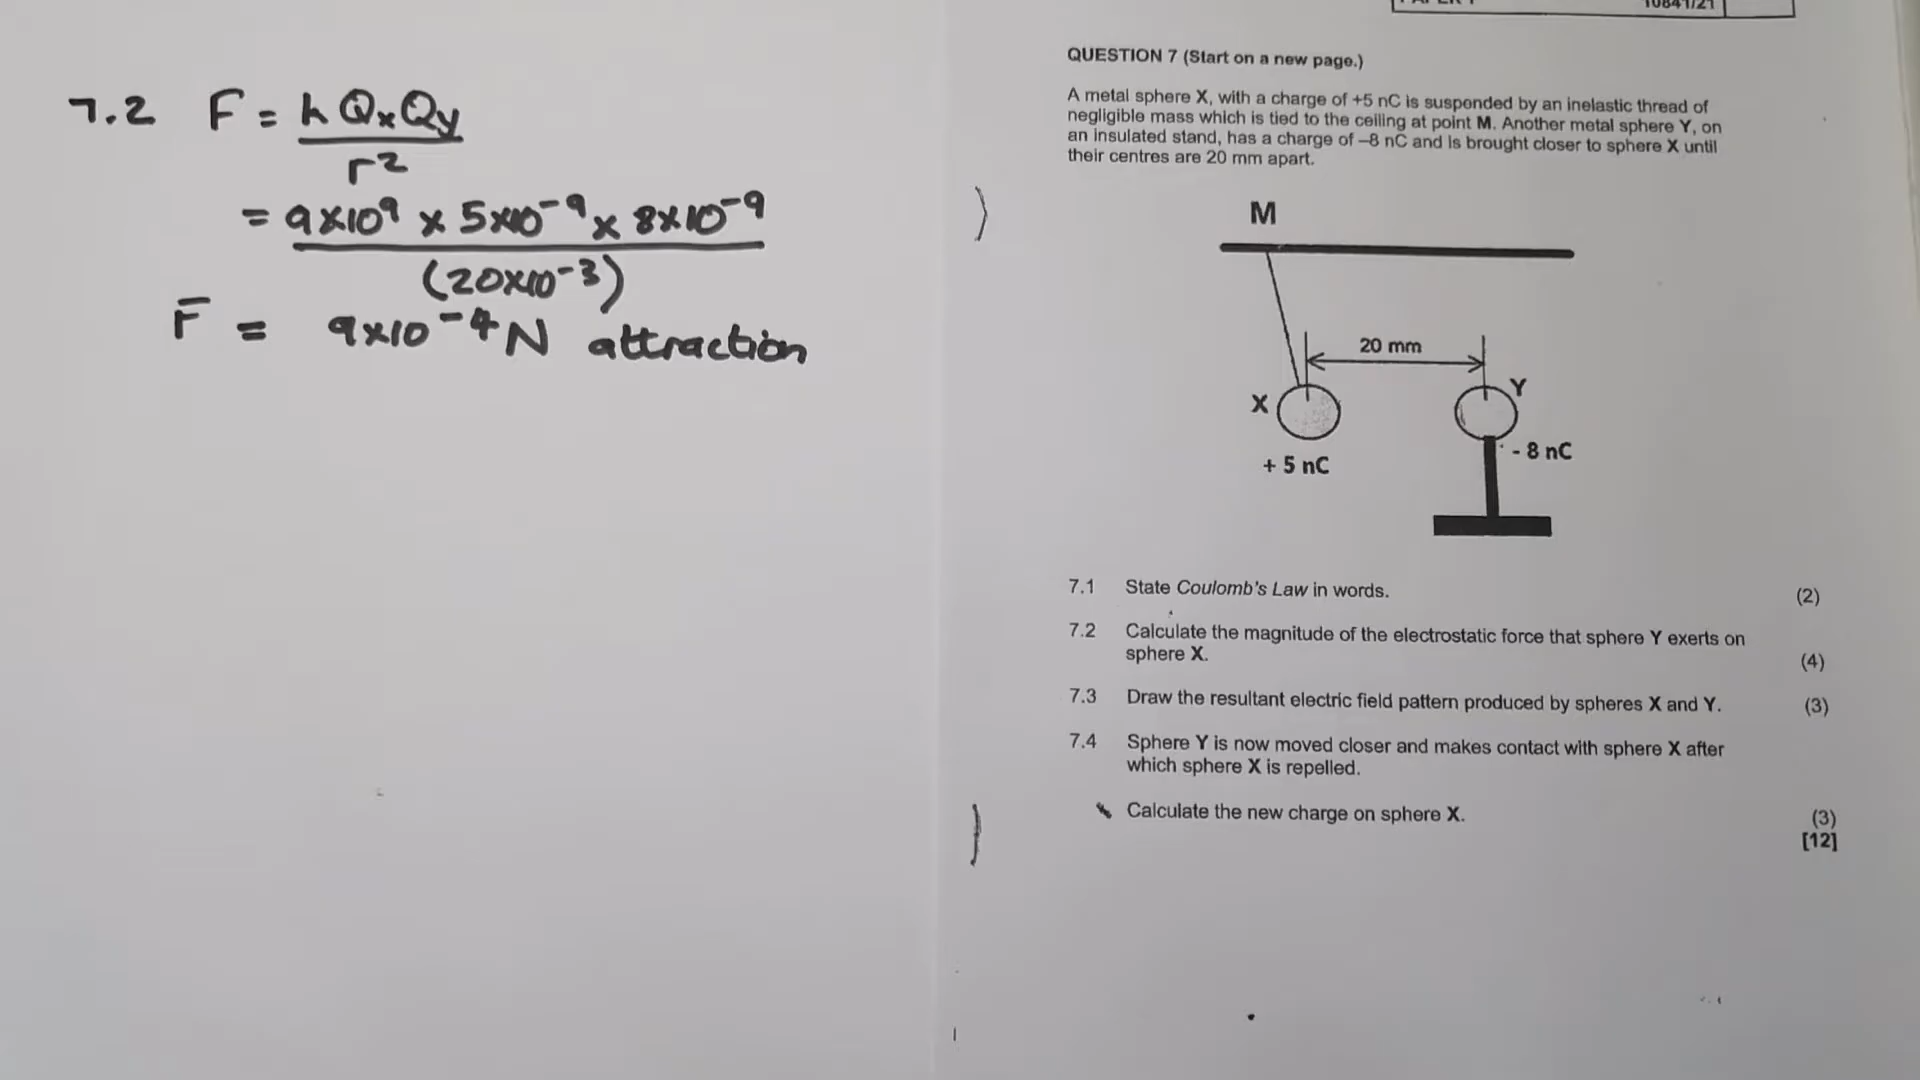 7.2 F = k QxQy
r²
= 9x10⁹ x 5x10⁻⁹ x 8x10⁻⁹
(20x10⁻³)
F = 9x10⁻⁴ N attraction
10841/21
QUESTION 7 (Start on a new page.)
A metal sphere X, with a charge of +5 nC is suspended by an inelastic thread of
negligible mass which is tied to the ceiling at point M. Another metal sphere Y, on
an insulated stand, has a charge of –8 nC and is brought closer to sphere X until
their centres are 20 mm apart.
M
20 mm
X
Y
+ 5 nC
- 8 nC
7.1 State Coulomb's Law in words. (2)
7.2 Calculate the magnitude of the electrostatic force that sphere Y exerts on
sphere X. (4)
7.3 Draw the resultant electric field pattern produced by spheres X and Y. (3)
7.4 Sphere Y is now moved closer and makes contact with sphere X after
which sphere X is repelled.
Calculate the new charge on sphere X. (3)
[12]